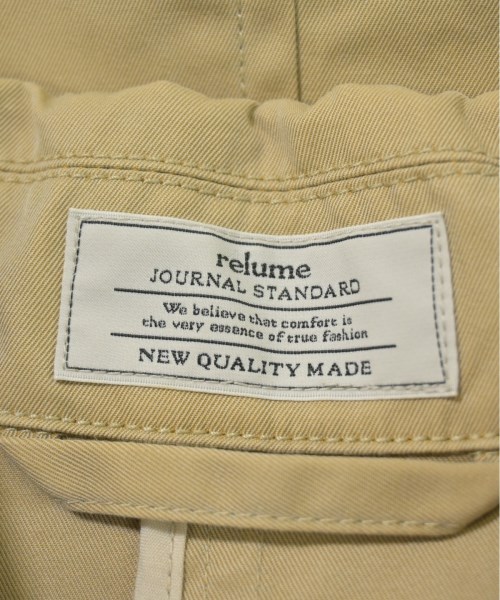 relume
JOURNAL STANDARD
We believe that comfort is
the very essence of true fashion
NEW QUALITY MADE